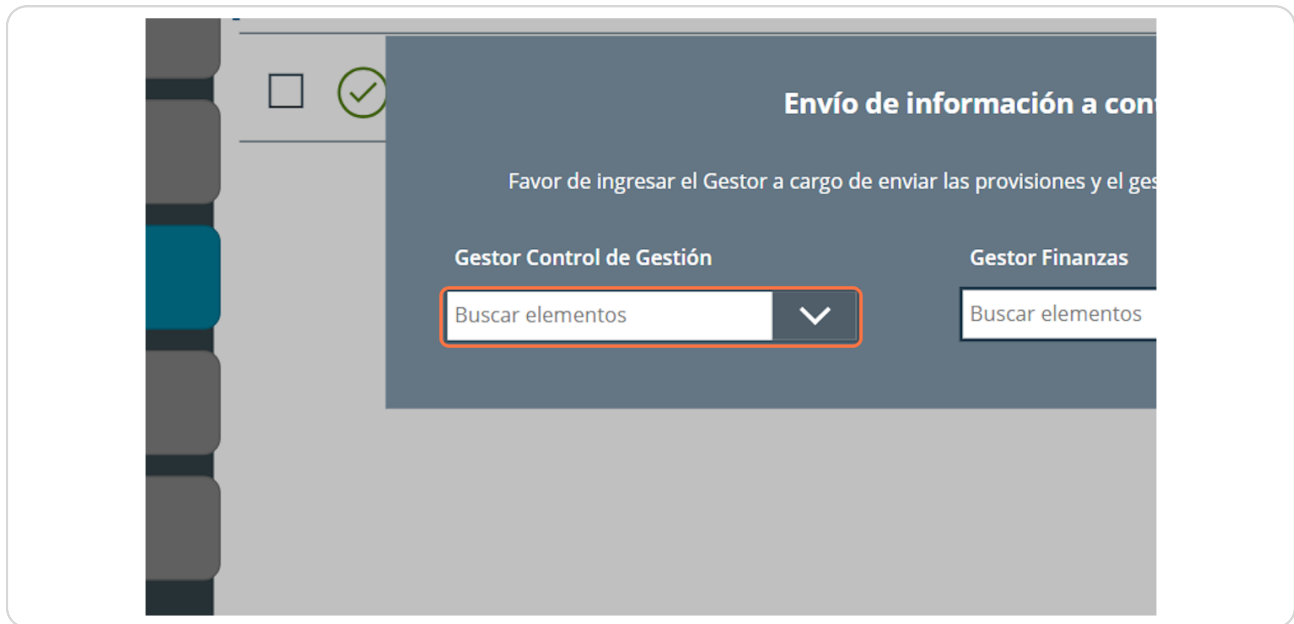 Envío de información a con
Favor de ingresar el Gestor a cargo de enviar las provisiones y el ges
Gestor Control de Gestión
Gestor Finanzas
Buscar elementos
Buscar elementos